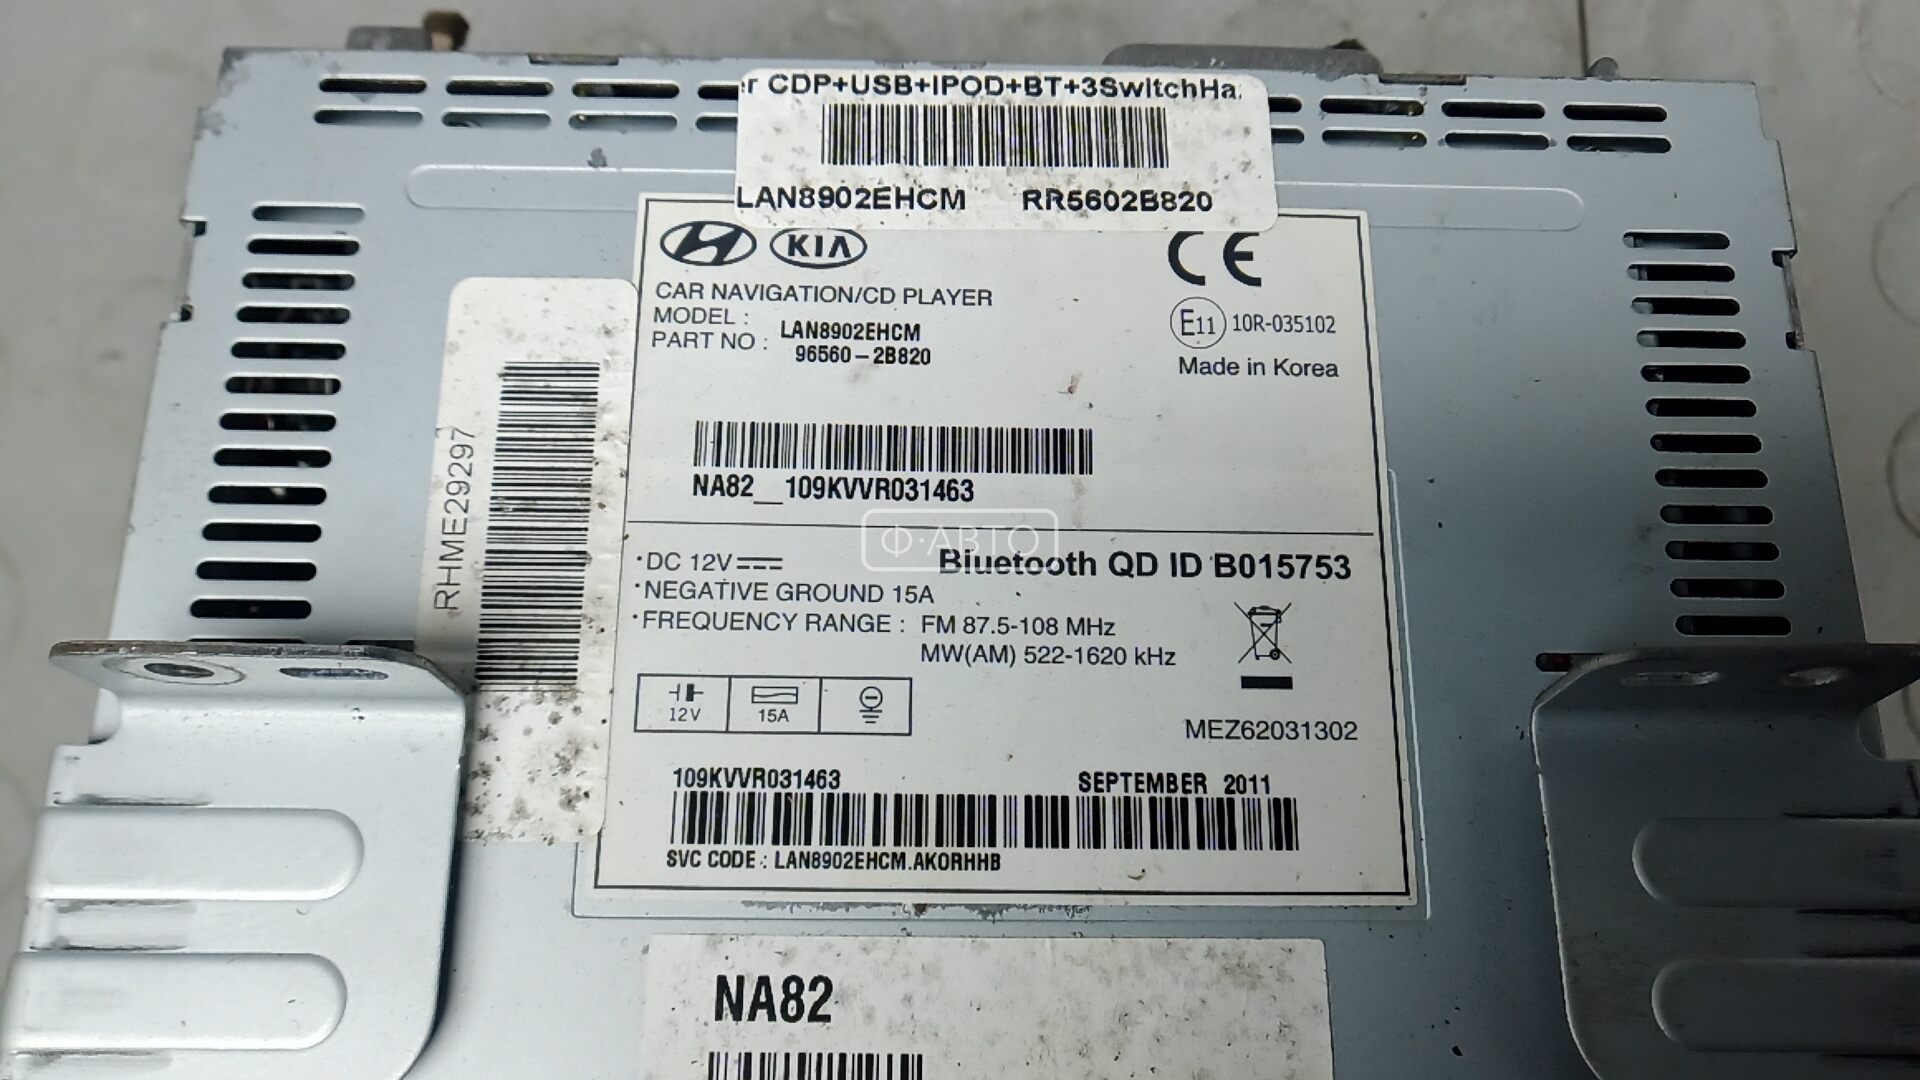 r CDP+USB+IPOD+BT+3SwitchHa
LAN8902EHCM RR5602B820
KIA
CE
CAR NAVIGATION/CD PLAYER
MODEL : LAN8902EHCM
PART NO : 96560-2B820
E11 10R-035102
Made in Korea
NA82__109KVVR031463
RHME29297
Ф·АВТО
·DC 12V
Bluetooth QD ID B015753
·NEGATIVE GROUND 15A
·FREQUENCY RANGE : FM 87.5-108 MHz
MW(AM) 522-1620 kHz
12V 15A
MEZ62031302
109KVVR031463 SEPTEMBER 2011
SVC CODE : LAN8902EHCM.AKORHHB
NA82